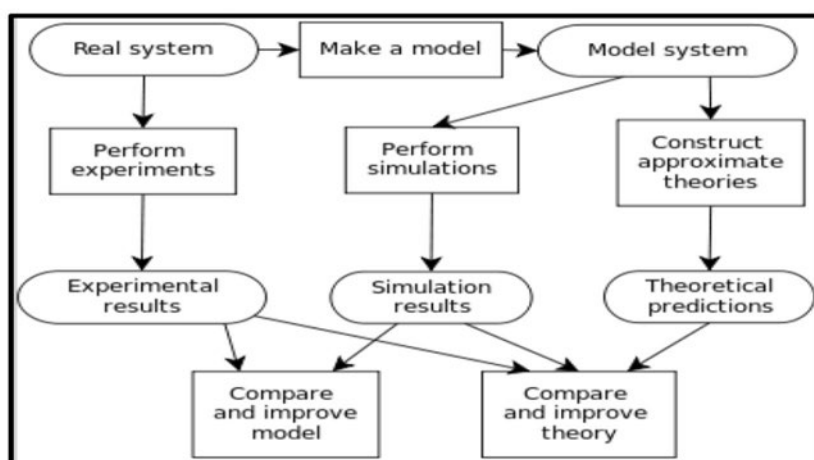 Real system
Make a model
Model system
Perform
experiments
Perform
simulations
Construct
approximate
theories
Experimental
results
Simulation
results
Theoretical
predictions
Compare
and improve
model
Compare
and improve
theory